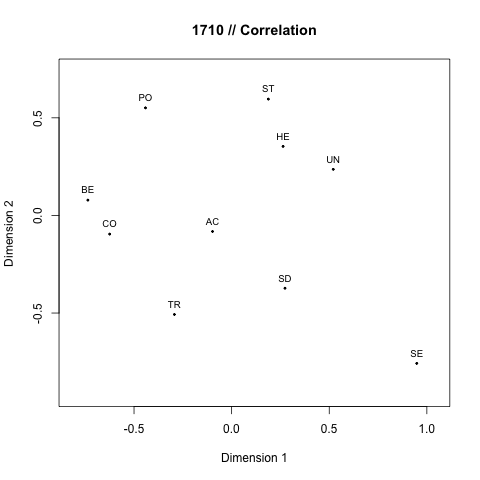 1710 // Correlation
PO
ST
HE
UN
BE
CO
AC
SD
TR
SE
0.5
0.0
-0.5
Dimension 2
-0.5
0.0
0.5
1.0
Dimension 1